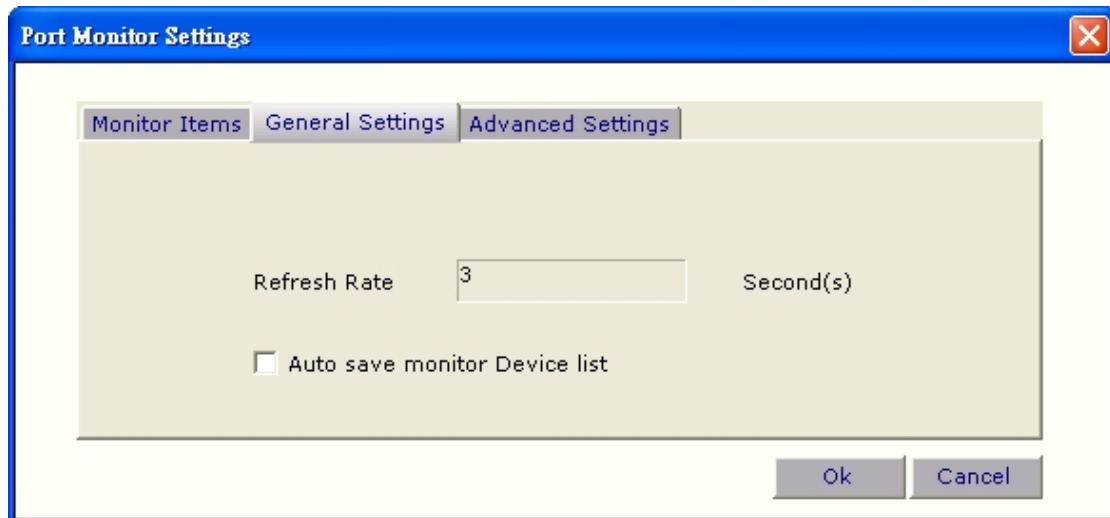 Port Monitor Settings
Monitor Items General Settings Advanced Settings
Refresh Rate 3 Second(s)
Auto save monitor Device list
Ok Cancel